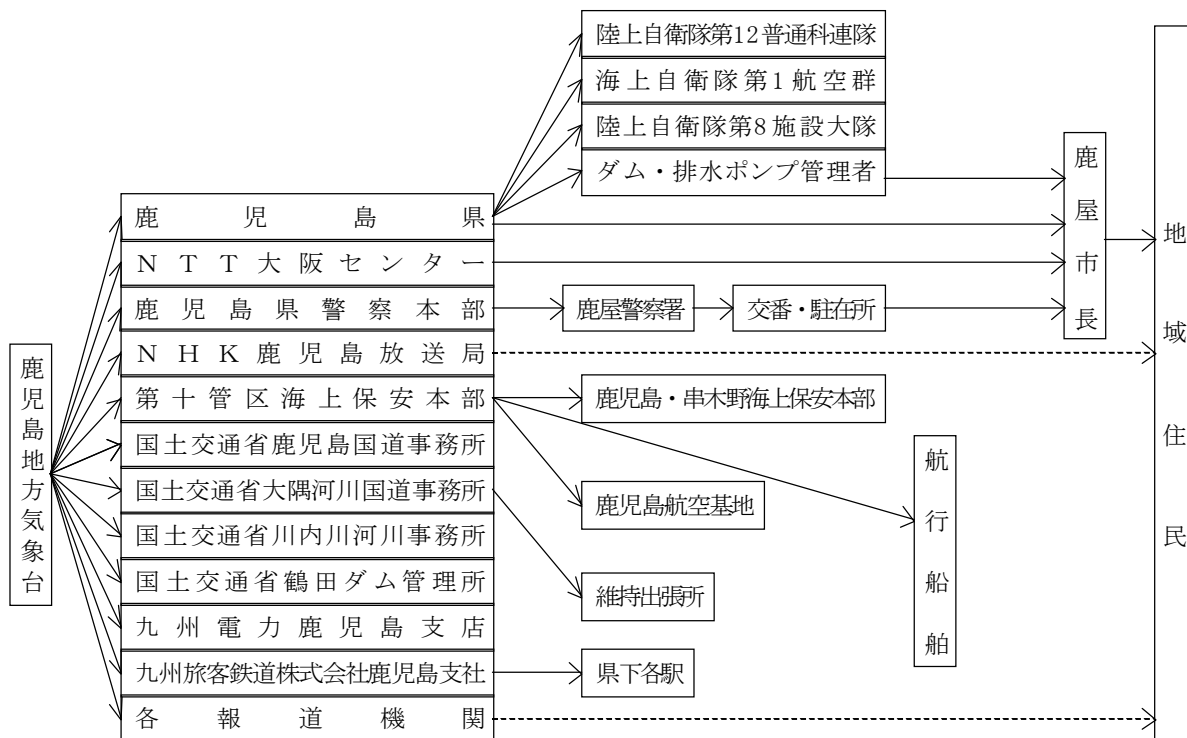 陸上自衛隊第12普通科連隊
海上自衛隊第1航空群
陸上自衛隊第8施設大隊
ダム・排水ポンプ管理者
鹿児島県
NTT大阪センター
鹿児島県警察本部
鹿屋警察署
交番・駐在所
NHK鹿児島放送局
第十管区海上保安本部
鹿児島・串木野海上保安本部
国土交通省鹿児島国道事務所
国土交通省大隅河川国道事務所
鹿児島航空基地
国土交通省川内川河川事務所
国土交通省鶴田ダム管理所
維持出張所
九州電力鹿児島支店
九州旅客鉄道株式会社鹿児島支社
県下各駅
各報道機関
鹿児島地方気象台
鹿屋市長
航行船舶
地域住民